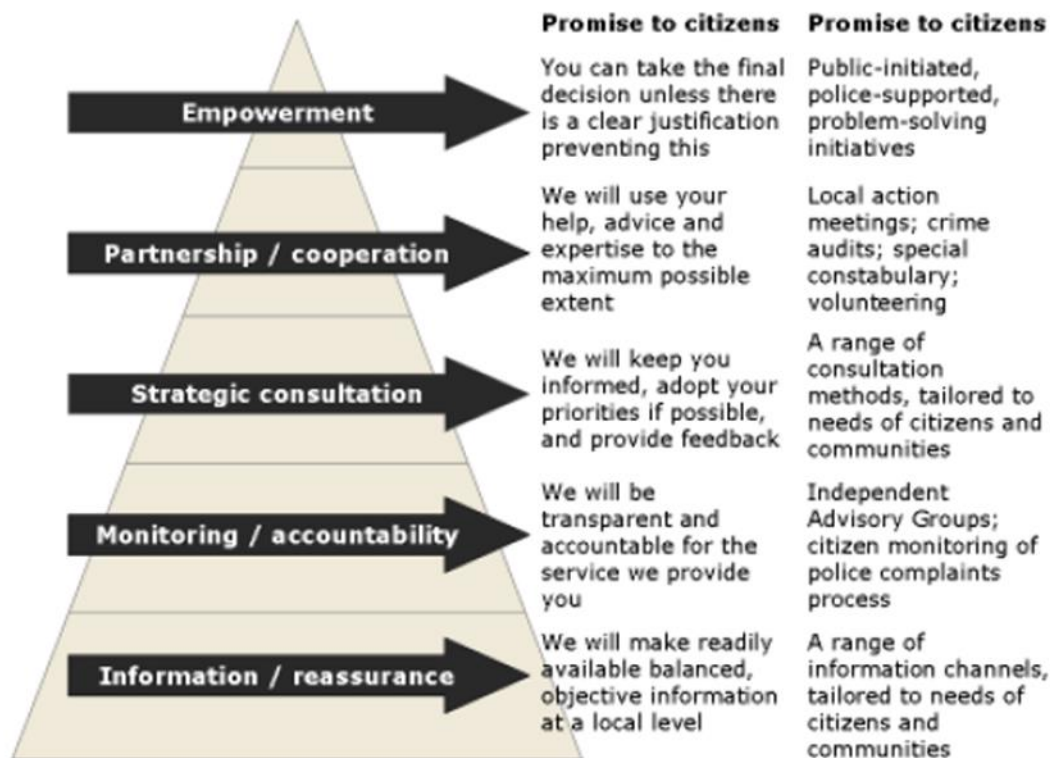 Promise to citizens
Promise to citizens
Empowerment
You can take the final
decision unless there
is a clear justification
preventing this
Public-initiated,
police-supported,
problem-solving
initiatives
Partnership / cooperation
We will use your
help, advice and
expertise to the
maximum possible
extent
Local action
meetings; crime
audits; special
constabulary;
volunteering
Strategic consultation
We will keep you
informed, adopt your
priorities if possible,
and provide feedback
A range of
consultation
methods, tailored to
needs of citizens and
communities
Monitoring / accountability
We will be
transparent and
accountable for the
service we provide
you
Independent
Advisory Groups;
citizen monitoring of
police complaints
process
Information / reassurance
We will make readily
available balanced,
objective information
at a local level
A range of
information channels,
tailored to needs of
citizens and
communities